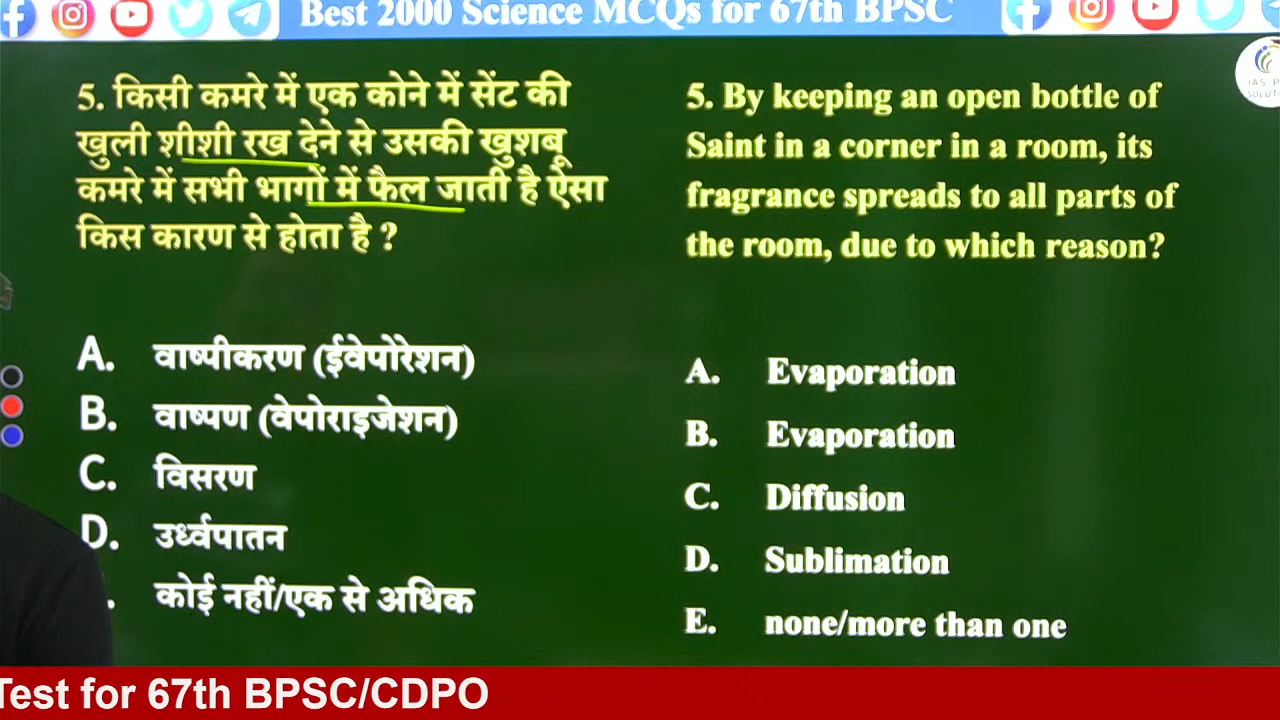 Best 2000 Science MCQs for 67th BPSC
5. किसी कमरे में एक कोने में सेंट की
खुली शीशी रख देने से उसकी खुशबू
कमरे में सभी भागों में फैल जाती है ऐसा
किस कारण से होता है ?
A. वाष्पीकरण (ईवेपोरेशन)
B. वाष्पण (वेपोराइजेशन)
C. विसरण
D. उर्ध्वपातन
. कोई नहीं/एक से अधिक
5. By keeping an open bottle of
Saint in a corner in a room, its
fragrance spreads to all parts of
the room, due to which reason?
A. Evaporation
B. Evaporation
C. Diffusion
D. Sublimation
E. none/more than one
IAS P
SOLUT
Test for 67th BPSC/CDPO